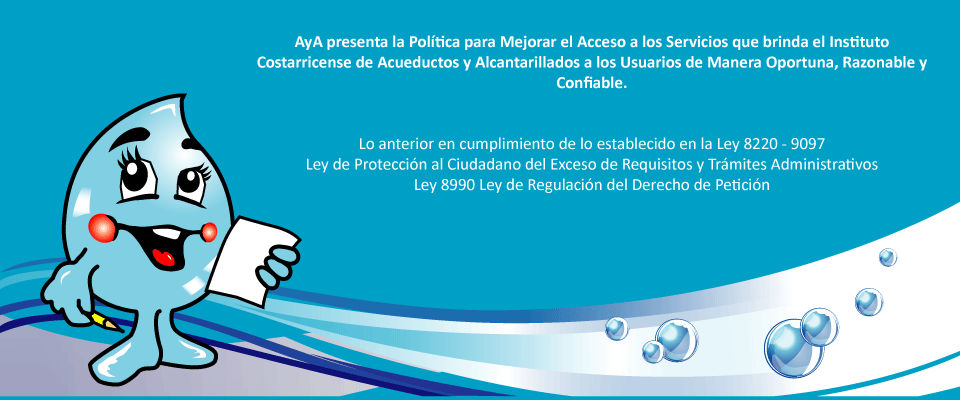 AyA presenta la Política para Mejorar el Acceso a los Servicios que brinda el Instituto
Costarricense de Acueductos y Alcantarillados a los Usuarios de Manera Oportuna, Razonable y
Confiable.
Lo anterior en cumplimiento de lo establecido en la Ley 8220 - 9097
Ley de Protección al Ciudadano del Exceso de Requisitos y Trámites Administrativos
Ley 8990 Ley de Regulación del Derecho de Petición